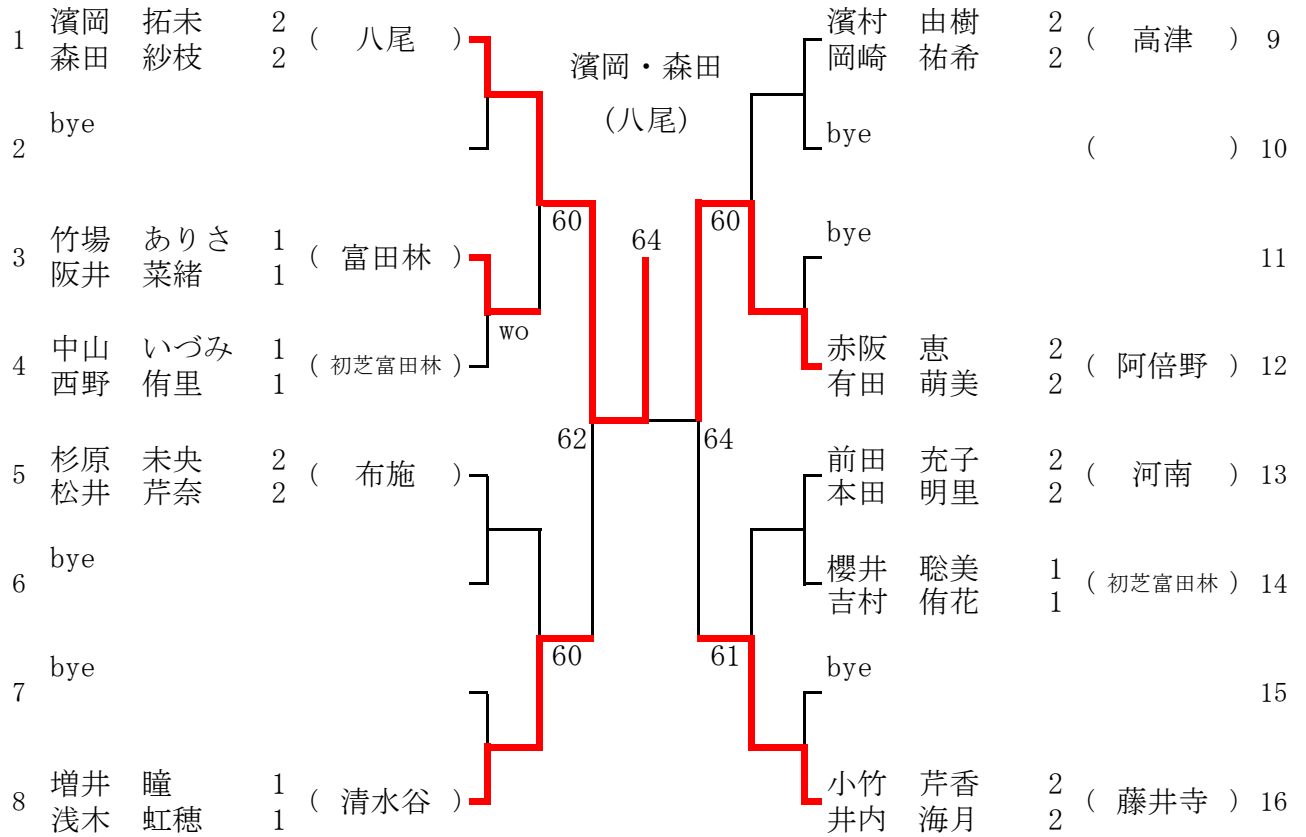 濱岡 拓未 2
1 ( 八尾 )
森田 紗枝 2
bye
2
竹場 ありさ 1
3 ( 富田林 )
阪井 菜緒 1
中山 いづみ 1
4 ( 初芝富田林 )
西野 侑里 1
杉原 未央 2
5 ( 布施 )
松井 芹奈 2
bye
6
bye
7
増井 瞳 1
8 ( 清水谷 )
浅木 虹穂 1
60
wo
62
60
濱岡・森田
(八尾)
64
60
64
61
濱村 由樹 2
( 高津 ) 9
岡崎 祐希 2
bye
( ) 10
bye
11
赤阪 恵 2
( 阿倍野 ) 12
有田 萌美 2
前田 充子 2
( 河南 ) 13
本田 明里 2
櫻井 聡美 1
( 初芝富田林 ) 14
吉村 侑花 1
bye
15
小竹 芹香 2
( 藤井寺 ) 16
井内 海月 2